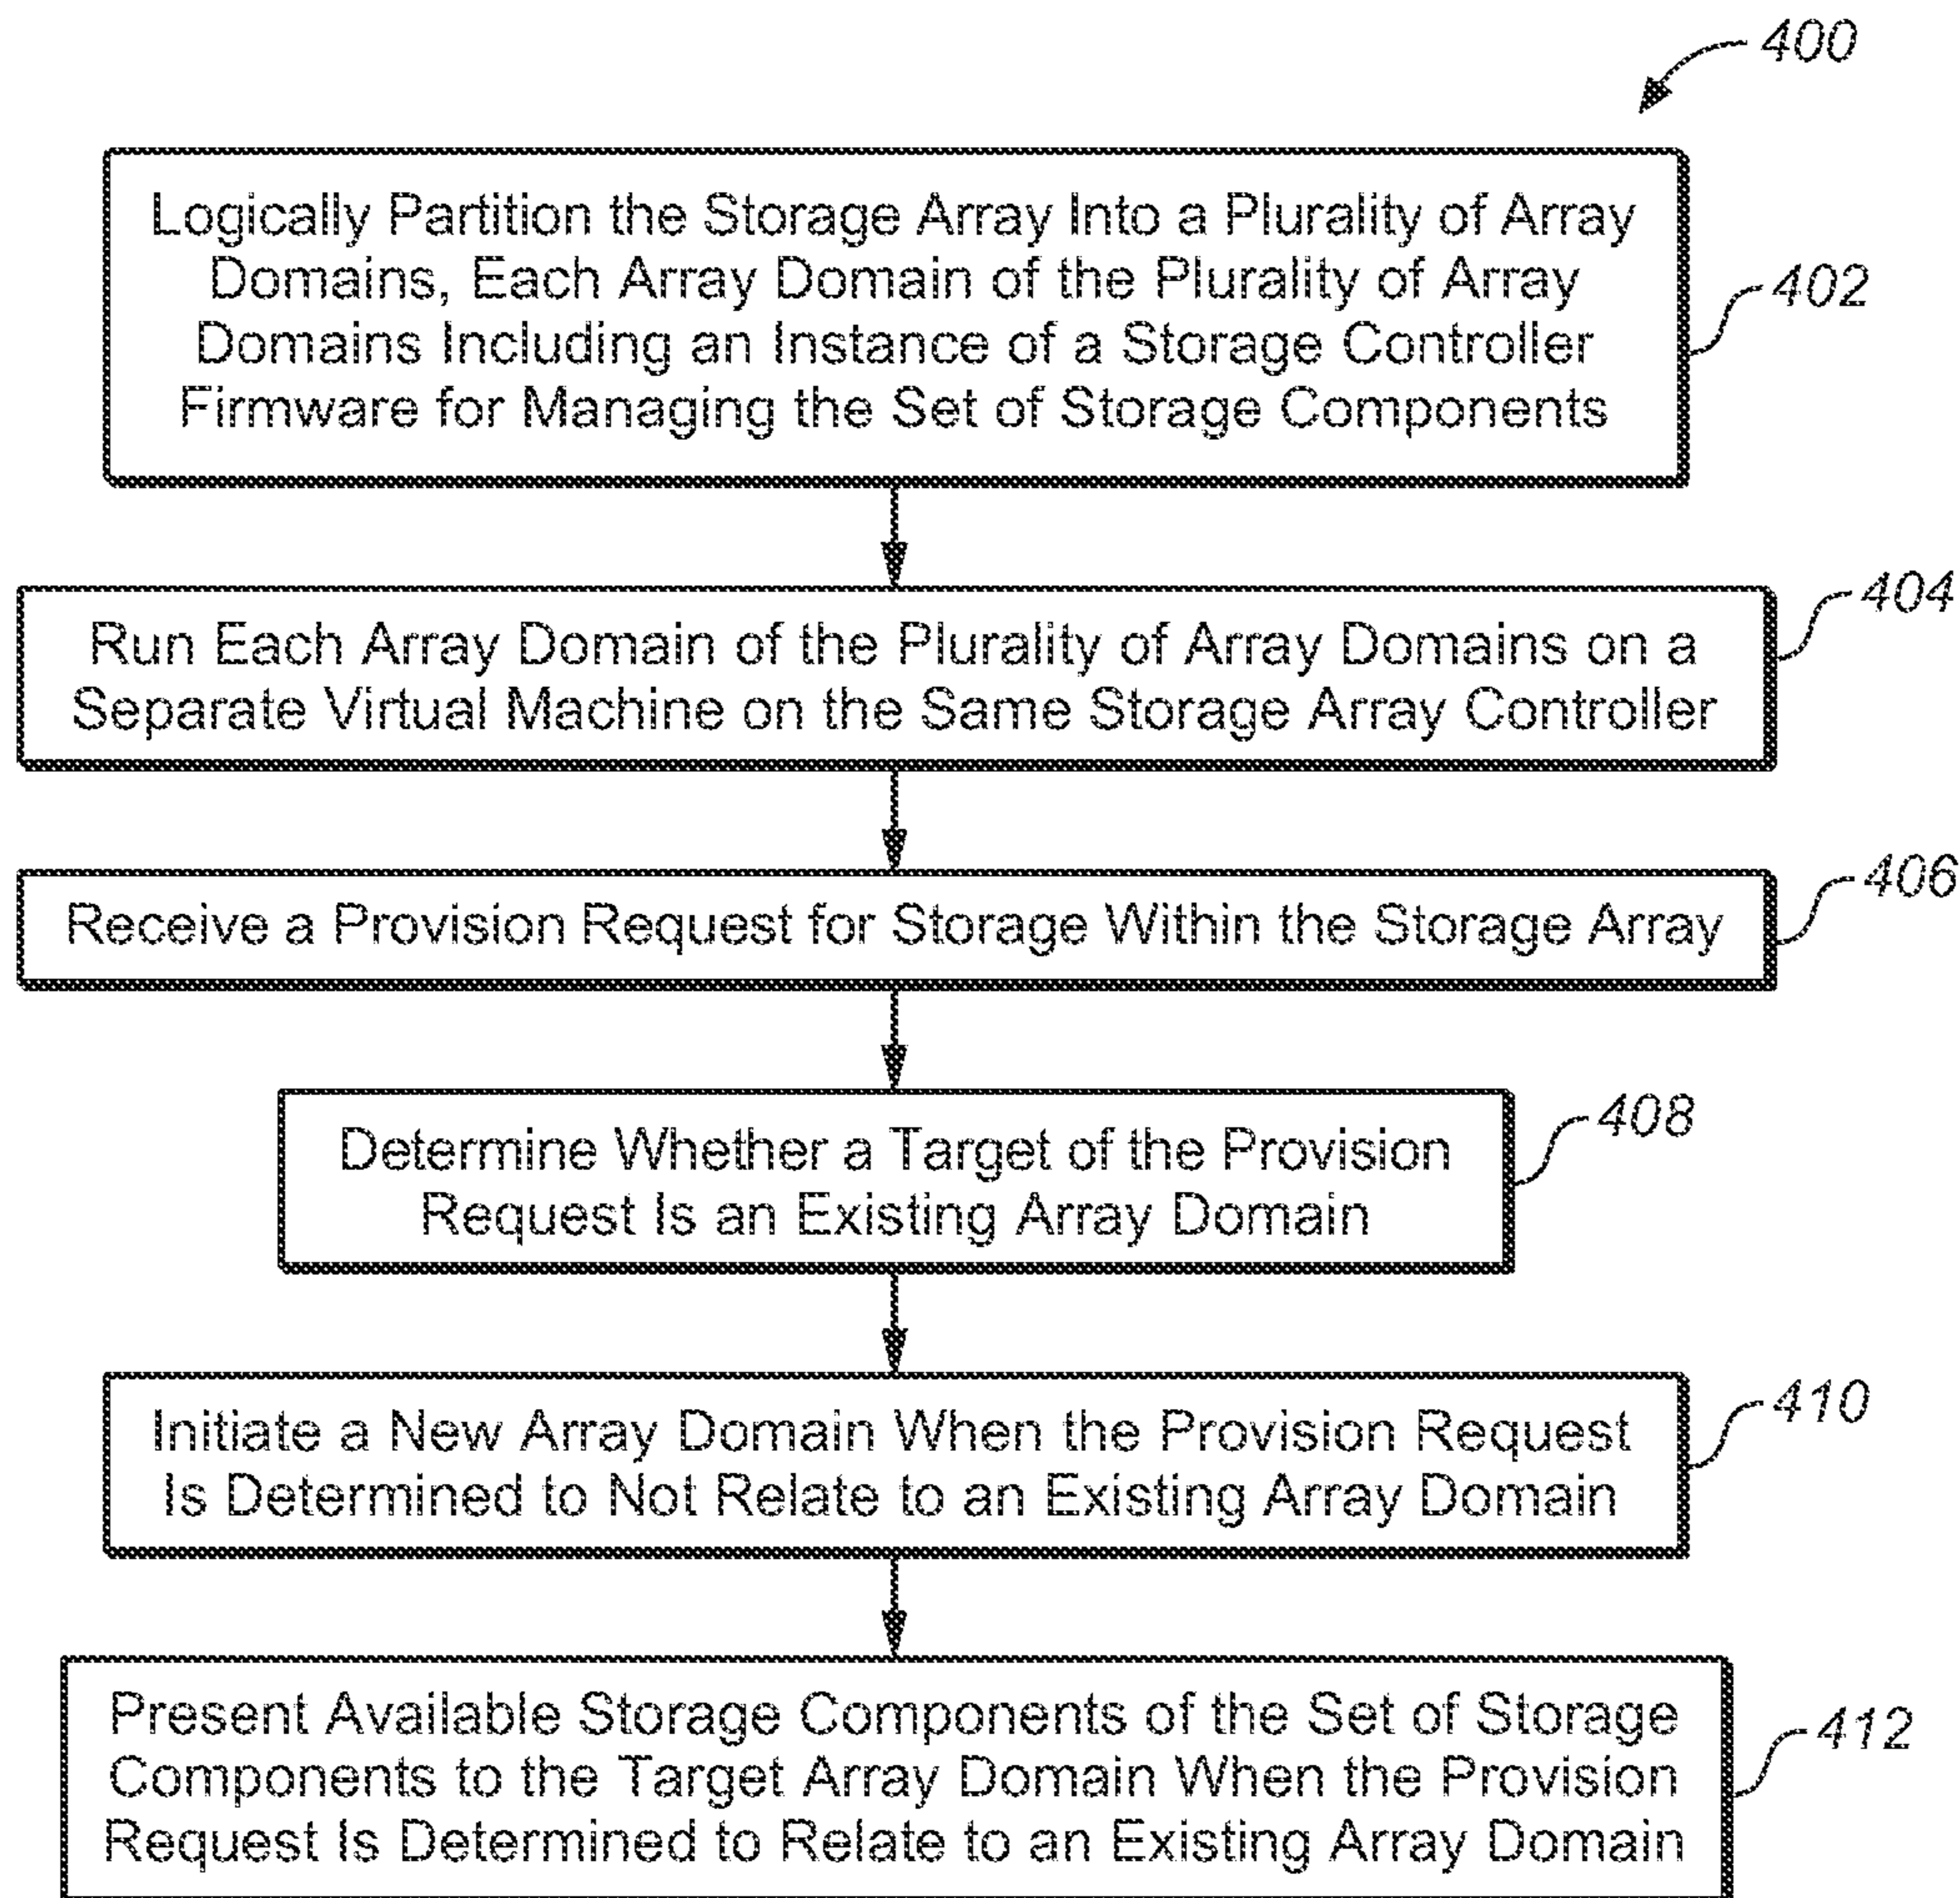 400
Logically Partition the Storage Array Into a Plurality of Array
Domains, Each Array Domain of the Plurality of Array
Domains Including an Instance of a Storage Controller
Firmware for Managing the Set of Storage Components
402
Run Each Array Domain of the Plurality of Array Domains on a
Separate Virtual Machine on the Same Storage Array Controller
404
Receive a Provision Request for Storage Within the Storage Array
406
Determine Whether a Target of the Provision
Request Is an Existing Array Domain
408
Initiate a New Array Domain When the Provision Request
Is Determined to Not Relate to an Existing Array Domain
410
Present Available Storage Components of the Set of Storage
Components to the Target Array Domain When the Provision
Request Is Determined to Relate to an Existing Array Domain
412